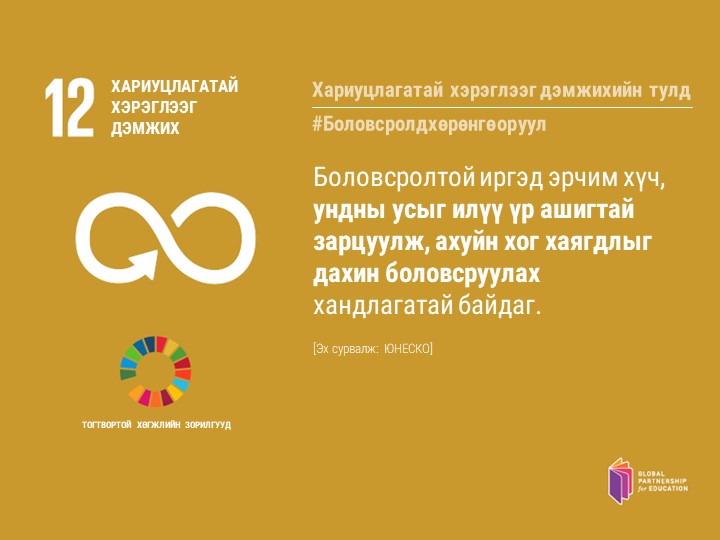 12
ХАРИУЦЛАГАТАЙ
ХЭРЭГЛЭЭГ
ДЭМЖИХ
ТОГТВОРТОЙ ХӨГЖЛИЙН ЗОРИЛГУУД
Хариуцлагатай хэрэглээг дэмжихийн тулд
#Боловсролдхөрөнгөоруул
Боловсролтой иргэд эрчим хүч,
ундны усыг илүү үр ашигтай
зарцуулж, ахуйн хог хаягдлыг
дахин боловсруулах
хандлагатай байдаг.
[Эх сурвалж: ЮНЕСКО]
GLOBAL
PARTNERSHIP
for EDUCATION